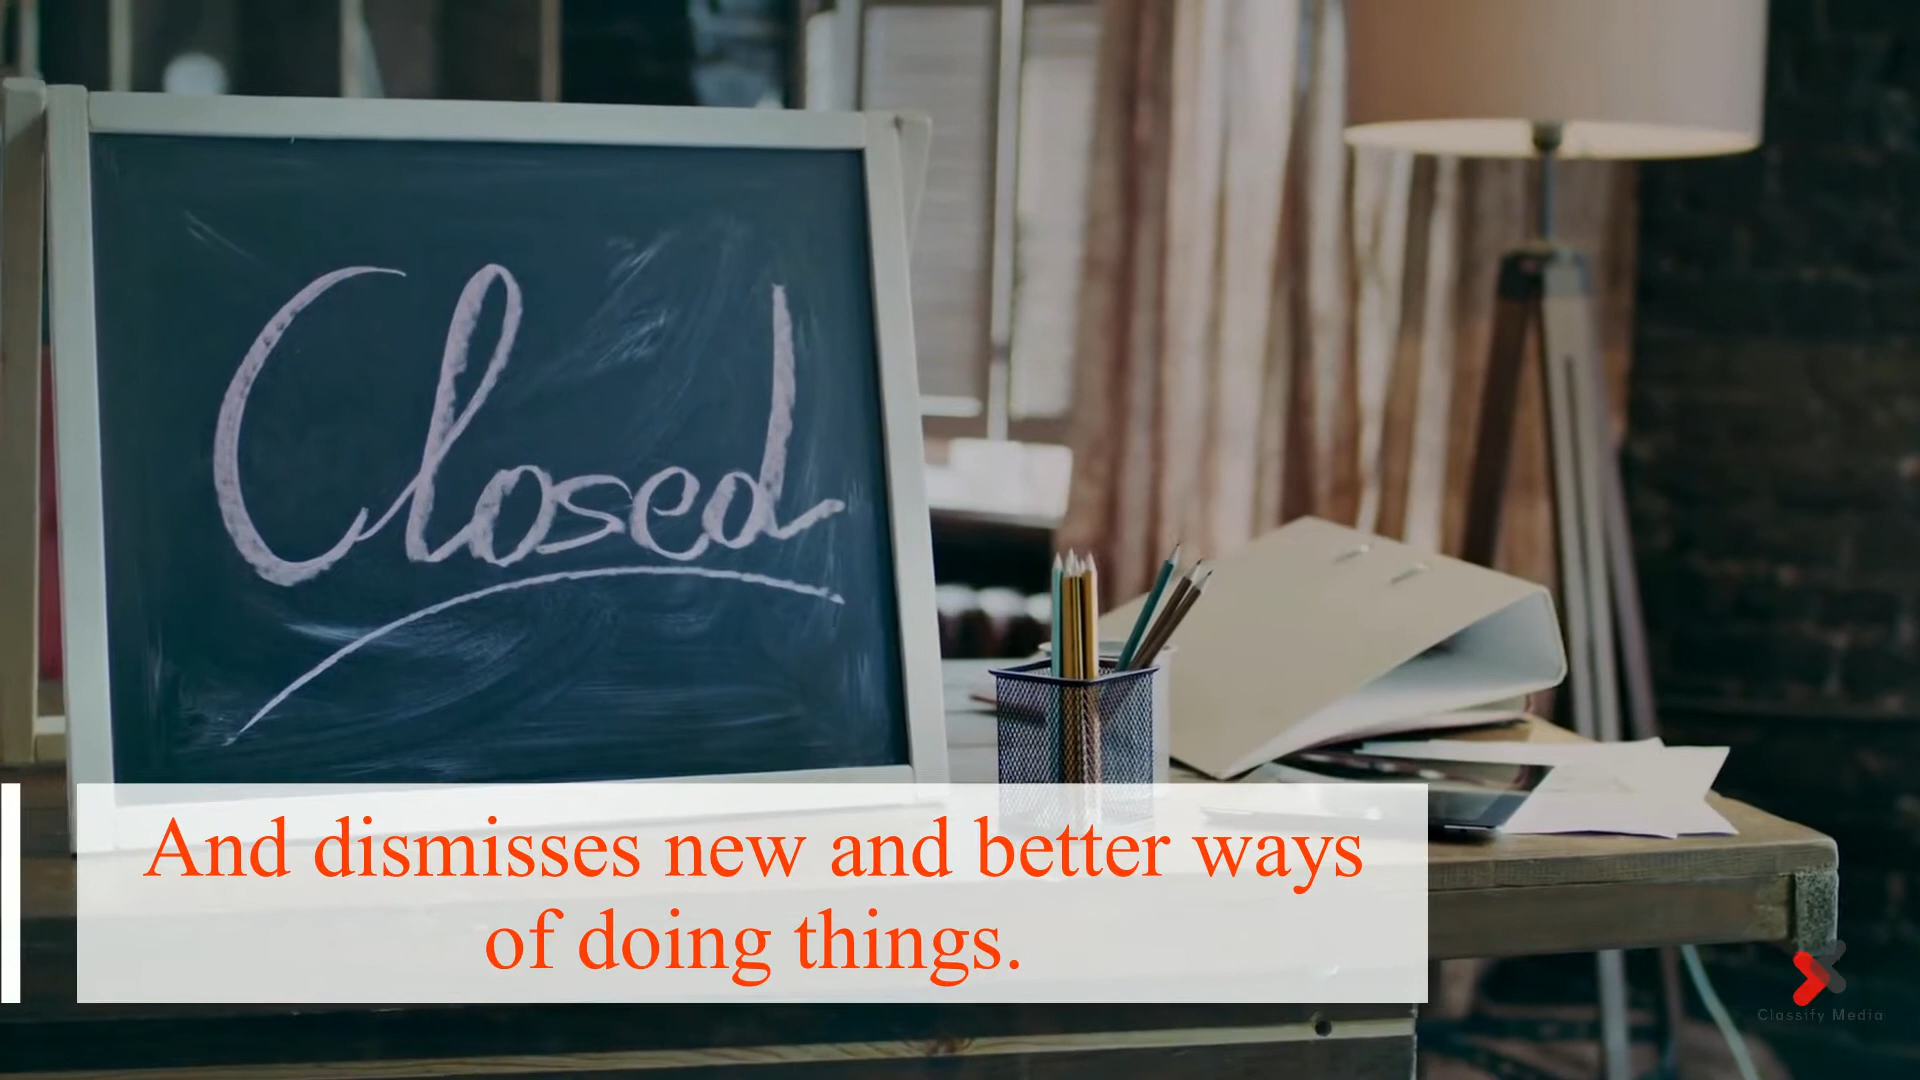 Closed
And dismisses new and better ways
of doing things.
Classify Media